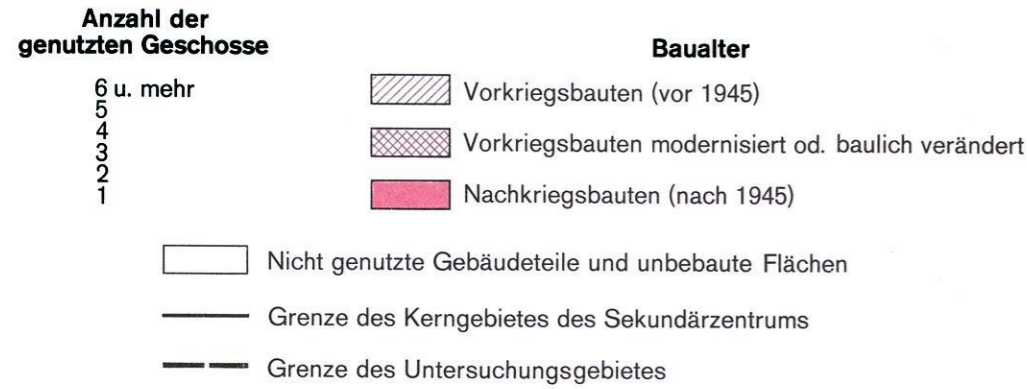 Anzahl der
genutzten Geschosse
6 u. mehr
5
4
3
2
1
Baualter
Vorkriegsbauten (vor 1945)
Vorkriegsbauten modernisiert od. baulich verändert
Nachkriegsbauten (nach 1945)
Nicht genutzte Gebäudeteile und unbebaute Flächen
Grenze des Kerngebietes des Sekundärzentrums
Grenze des Untersuchungsgebietes